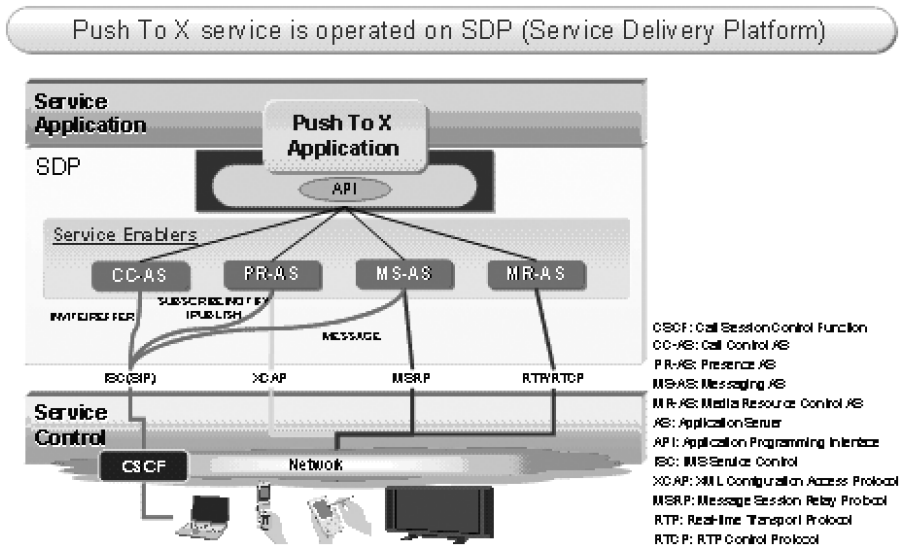 Push To X service is operated on SDP (Service Delivery Platform)
Service
Application
Push To X
Application
SDP
API
Service Enablers
CC-AS
PR-AS
MS-AS
MR-AS
INVITE/REFER
SUBSCRIBE/NOTIFY
/PUBLISH
MESSAGE
ISC(SIP)
XCAP
MSRP
RTP/RTCP
Service
Control
CSCF
Network
CSCF: Call Session Control Function
CC-AS: Call Control AS
PR-AS: Presence AS
MS-AS: Messaging AS
MR-AS: Media Resource Control AS
AS: Application Server
API: Application Programming Interface
ISC: IMS Service Control
XCAP: XML Configuration Access Protocol
MSRP: Message Session Relay Protocol
RTP: Real-time Transport Protocol
RTCP: RTP Control Protocol